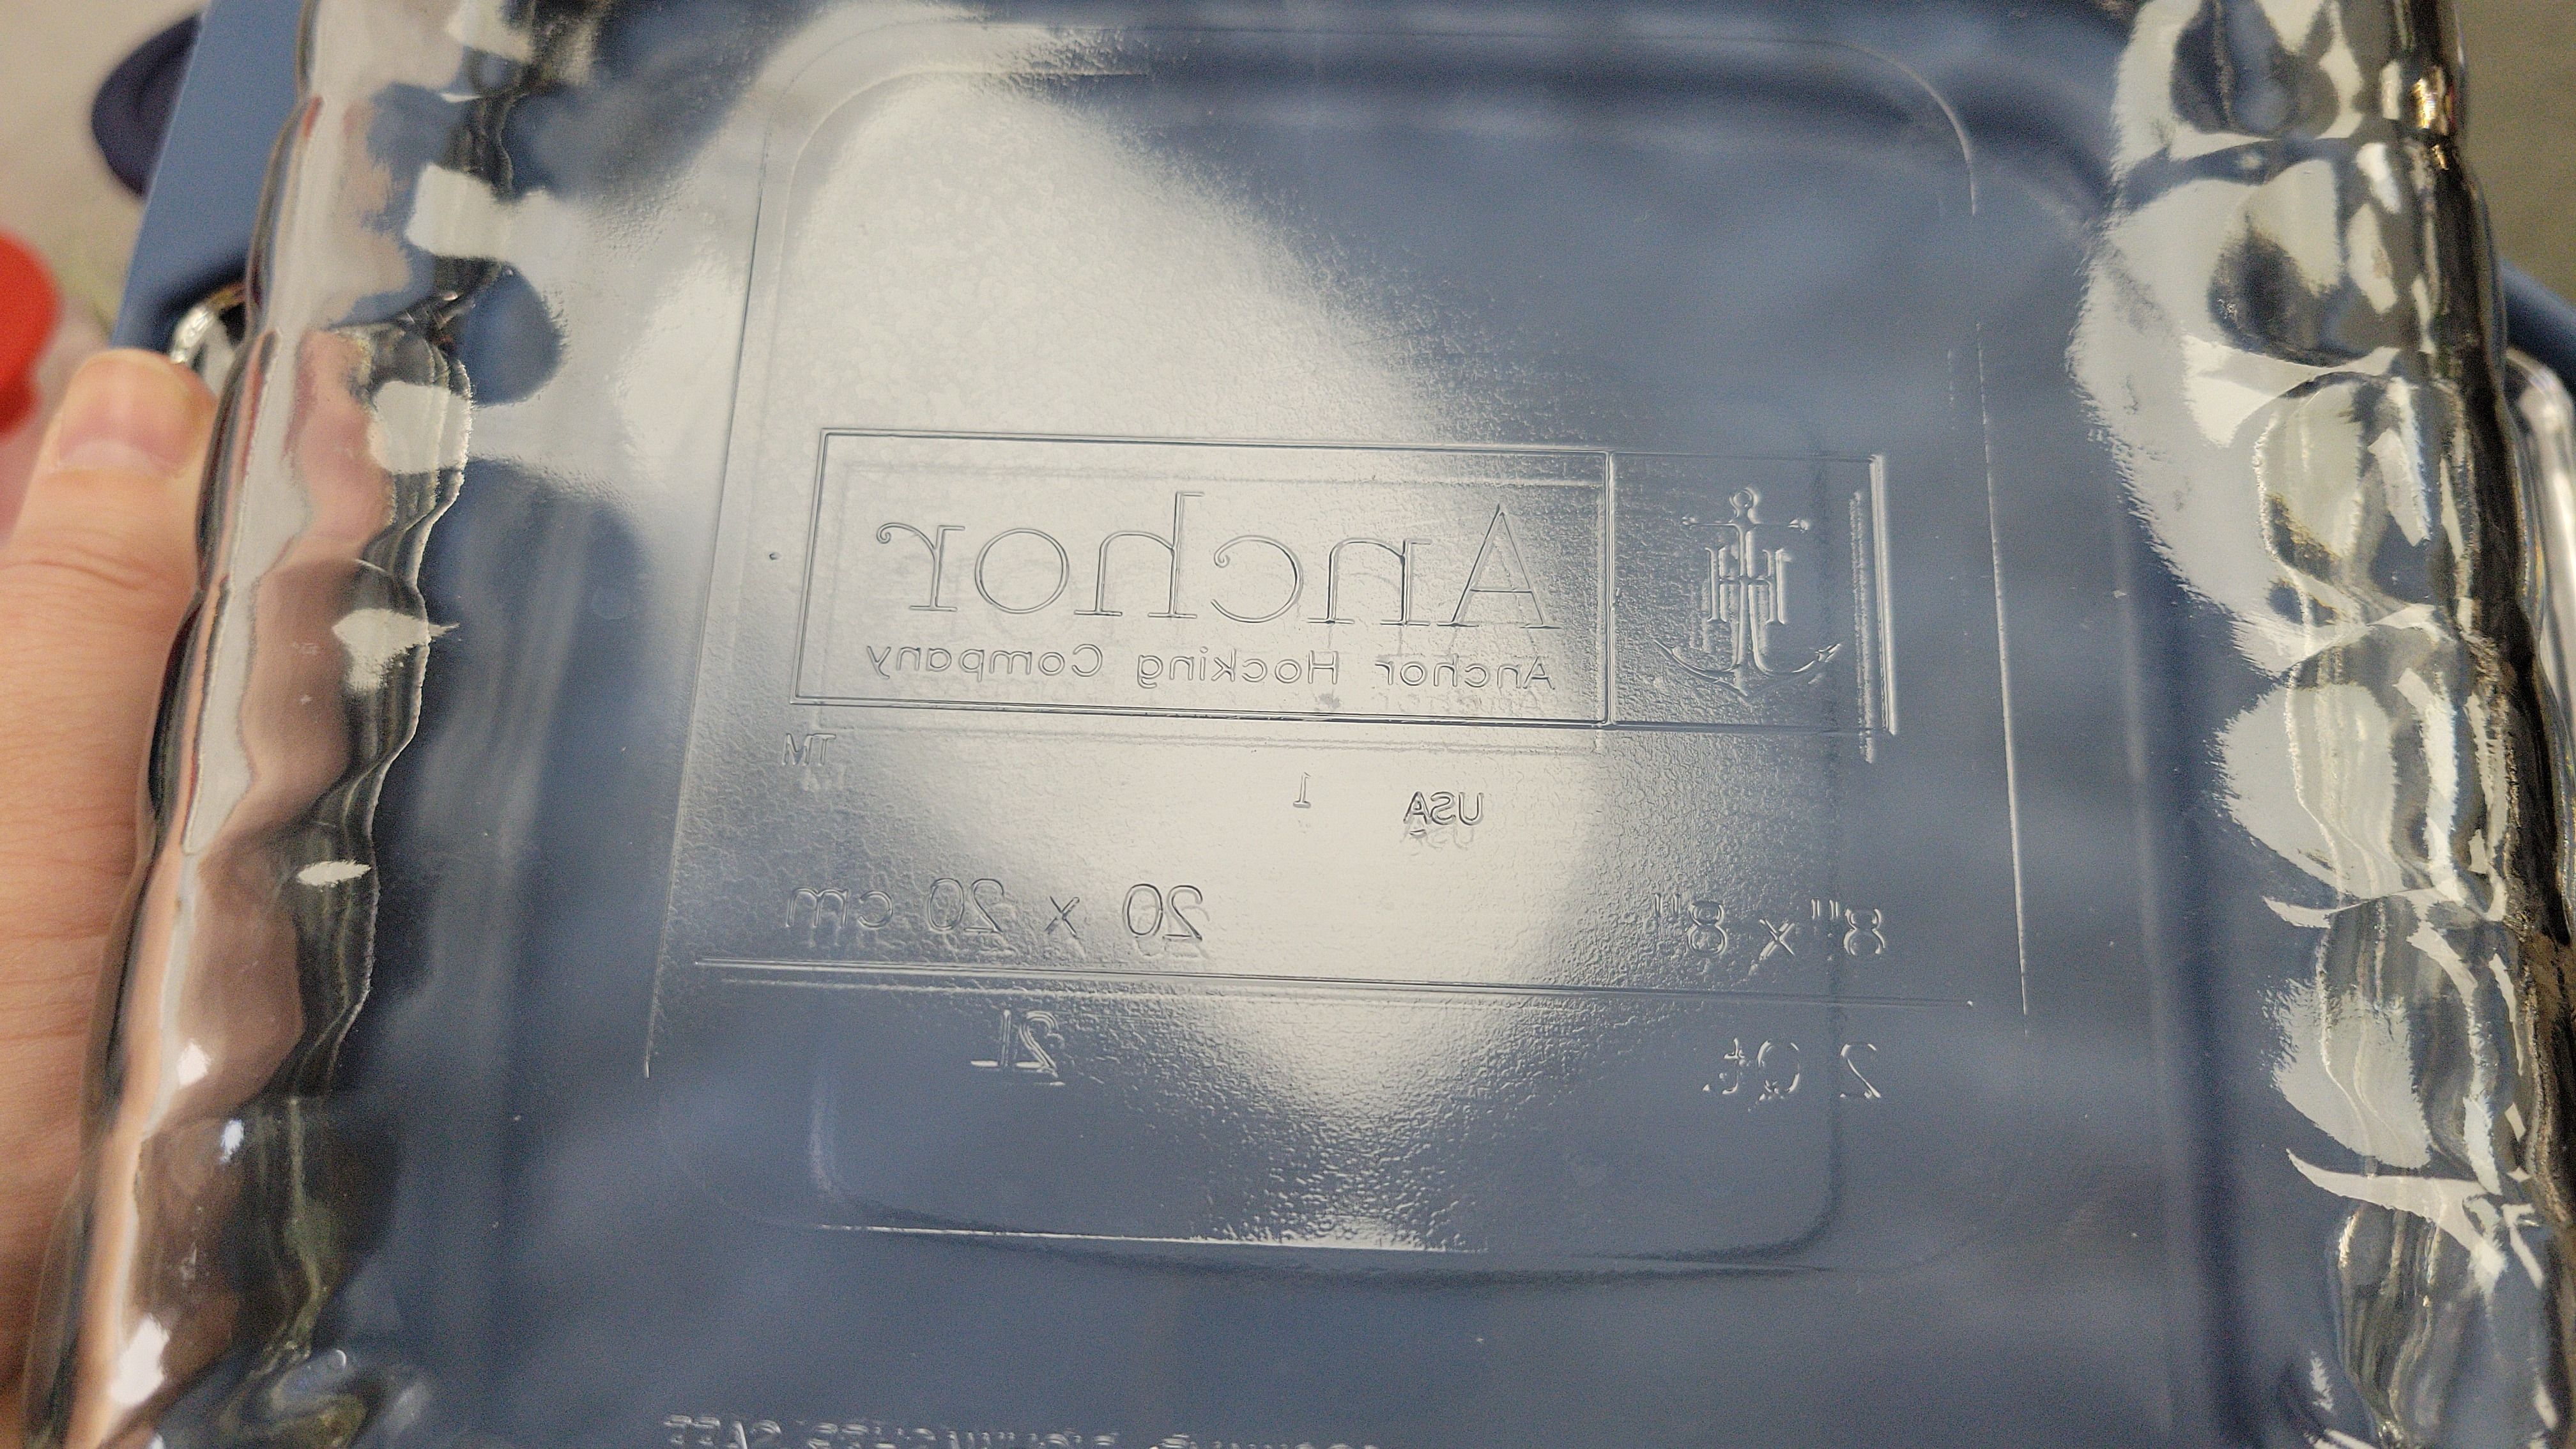 Anchor
Anchor Hocking Company
TM
USA 1
8" x 8" 20 x 20 cm
2 Qt. 2L